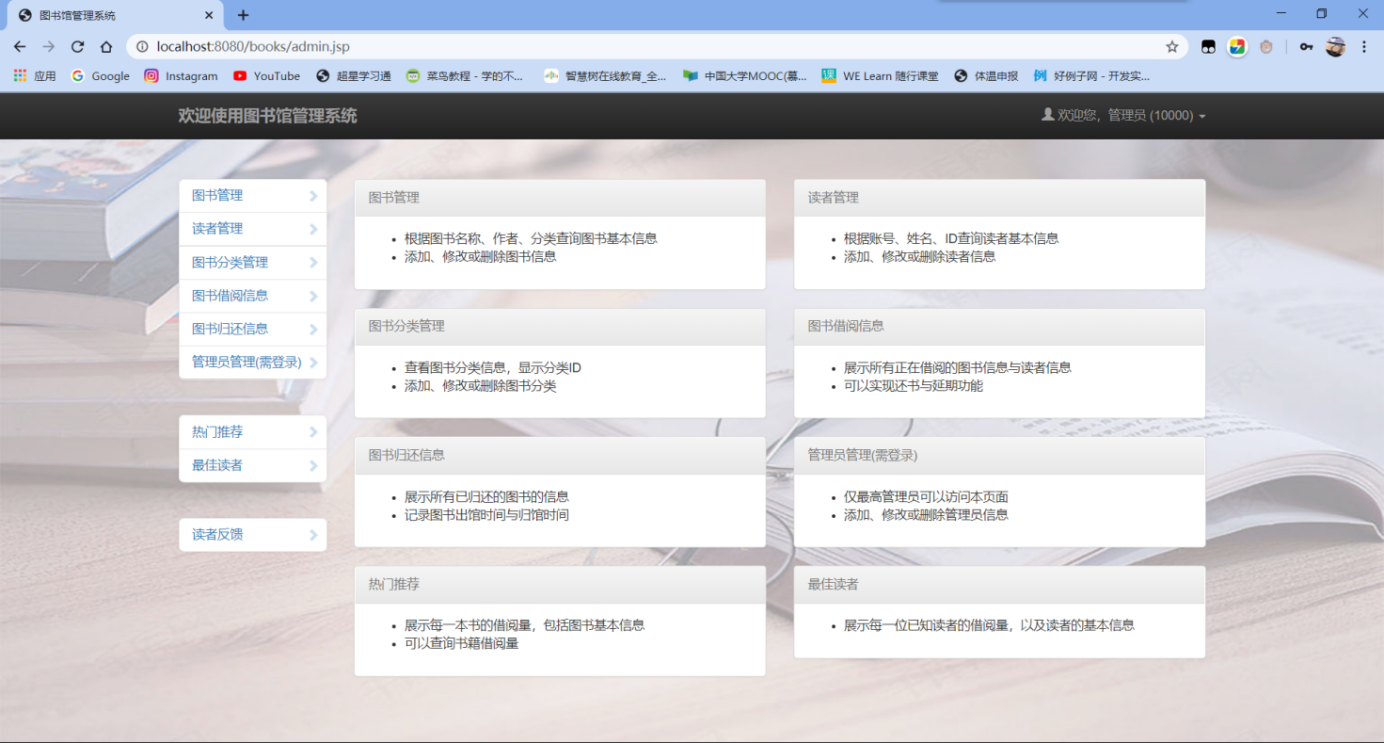 图书馆管理系统
localhost:8080/books/admin.jsp
应用 Google Instagram YouTube 超星学习通 菜鸟教程 - 学的不... 智慧树在线教育_全... 中国大学MOOC(慕... WE Learn 随行课堂 体温申报 好例子网 - 开发实...
欢迎使用图书馆管理系统
欢迎您，管理员 (10000)
图书管理
读者管理
图书分类管理
图书借阅信息
图书归还信息
管理员管理(需登录)
热门推荐
最佳读者
读者反馈
图书管理
根据图书名称、作者、分类查询图书基本信息
添加、修改或删除图书信息
读者管理
根据账号、姓名、ID查询读者基本信息
添加、修改或删除读者信息
图书分类管理
查看图书分类信息，显示分类ID
添加、修改或删除图书分类
图书借阅信息
展示所有正在借阅的图书信息与读者信息
可以实现还书与延期功能
图书归还信息
展示所有已归还的图书的信息
记录图书出馆时间与归馆时间
管理员管理(需登录)
仅最高管理员可以访问本页面
添加、修改或删除管理员信息
热门推荐
展示每一本书的借阅量，包括图书基本信息
可以查询书籍借阅量
最佳读者
展示每一位已知读者的借阅量，以及读者的基本信息